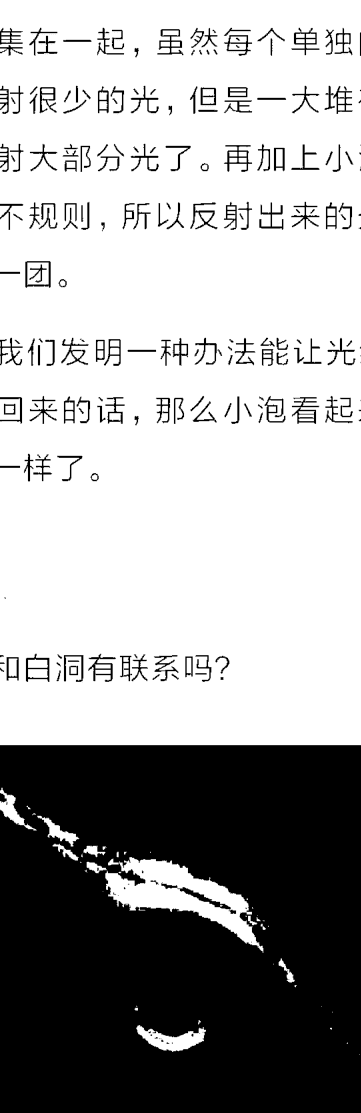 集在一起，虽然每个单独
射很少的光，但是一大堆
射大部分光了。再加上小
不规则，所以反射出来的
一团。
我们发明一种办法能让光
回来的话，那么小泡看起
一样了。
和白洞有联系吗？